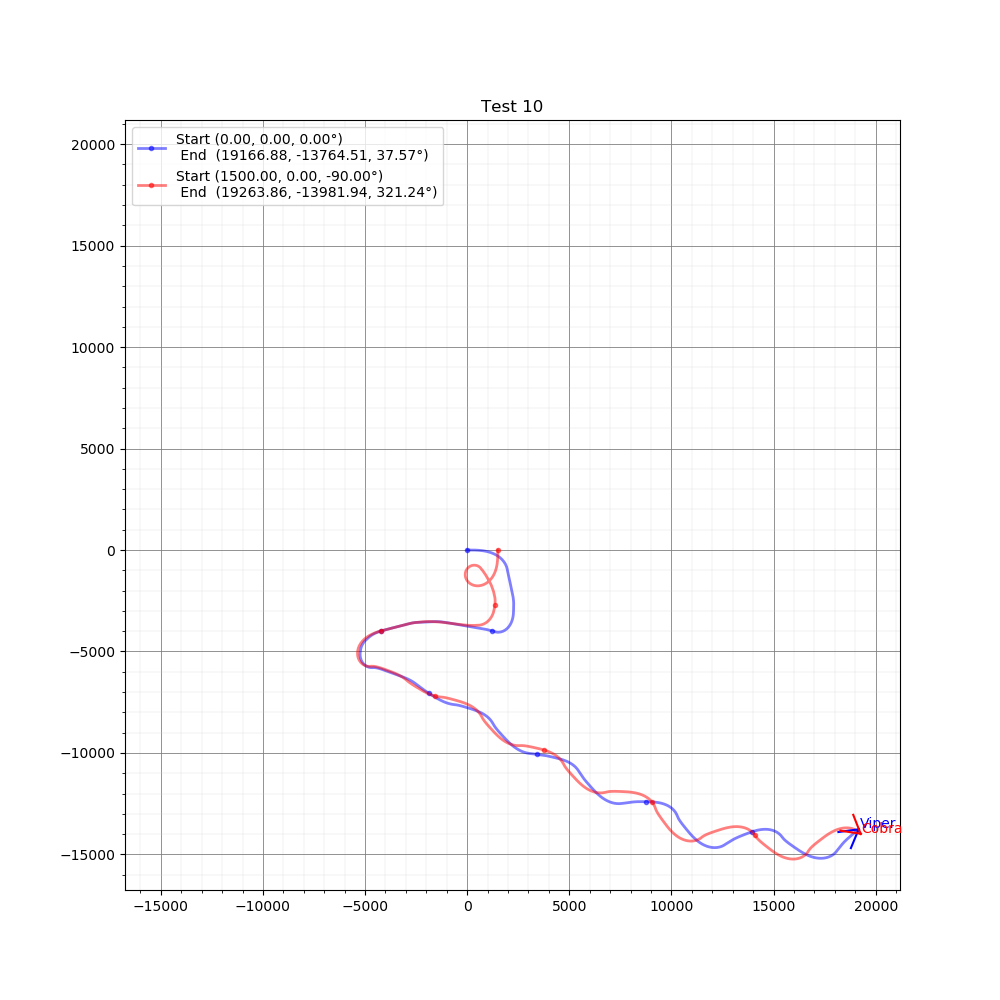 Test 10
Start (0.00, 0.00, 0.00°)
End (19166.88, -13764.51, 37.57°)
Start (1500.00, 0.00, -90.00°)
End (19263.86, -13981.94, 321.24°)
20000
15000
10000
5000
0
−5000
−10000
−15000
Viper
Cobra
−15000 −10000 −5000 0 5000 10000 15000 20000